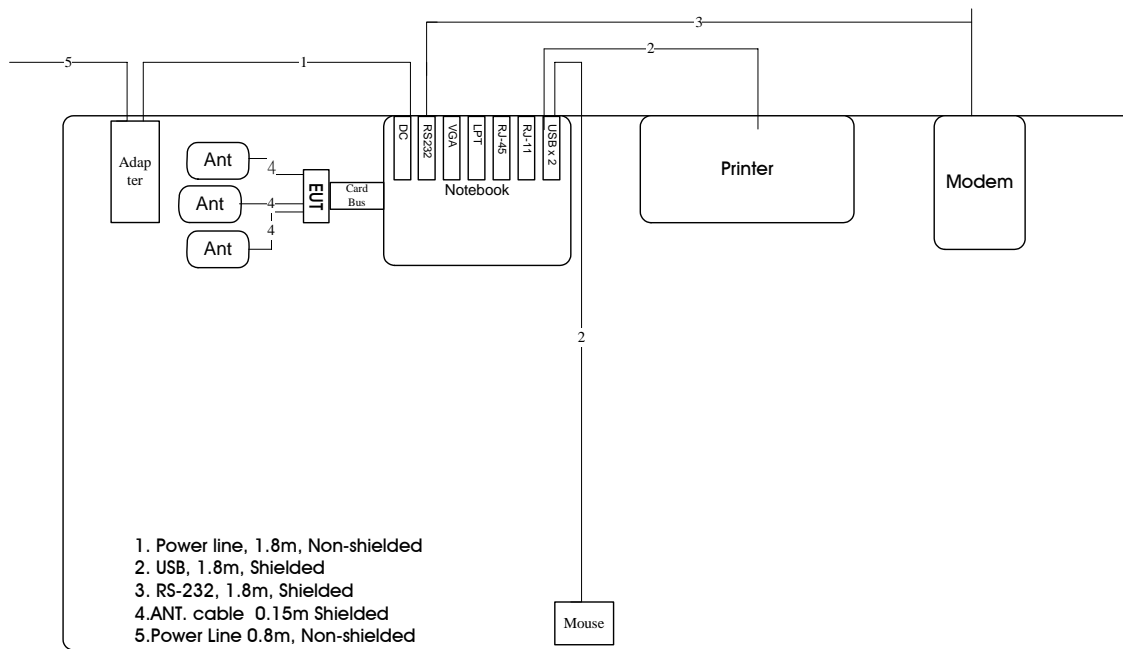 3
5
1
2
DC
RS232
VGA
LPT
RJ-45
RJ-11
USB x 2
Adap
ter
Ant
4
EUT
Card
Bus
Notebook
Printer
Modem
Ant
4
4
Ant
2
1. Power line, 1.8m, Non-shielded
2. USB, 1.8m, Shielded
3. RS-232, 1.8m, Shielded
4.ANT. cable 0.15m Shielded
5.Power Line 0.8m, Non-shielded
Mouse